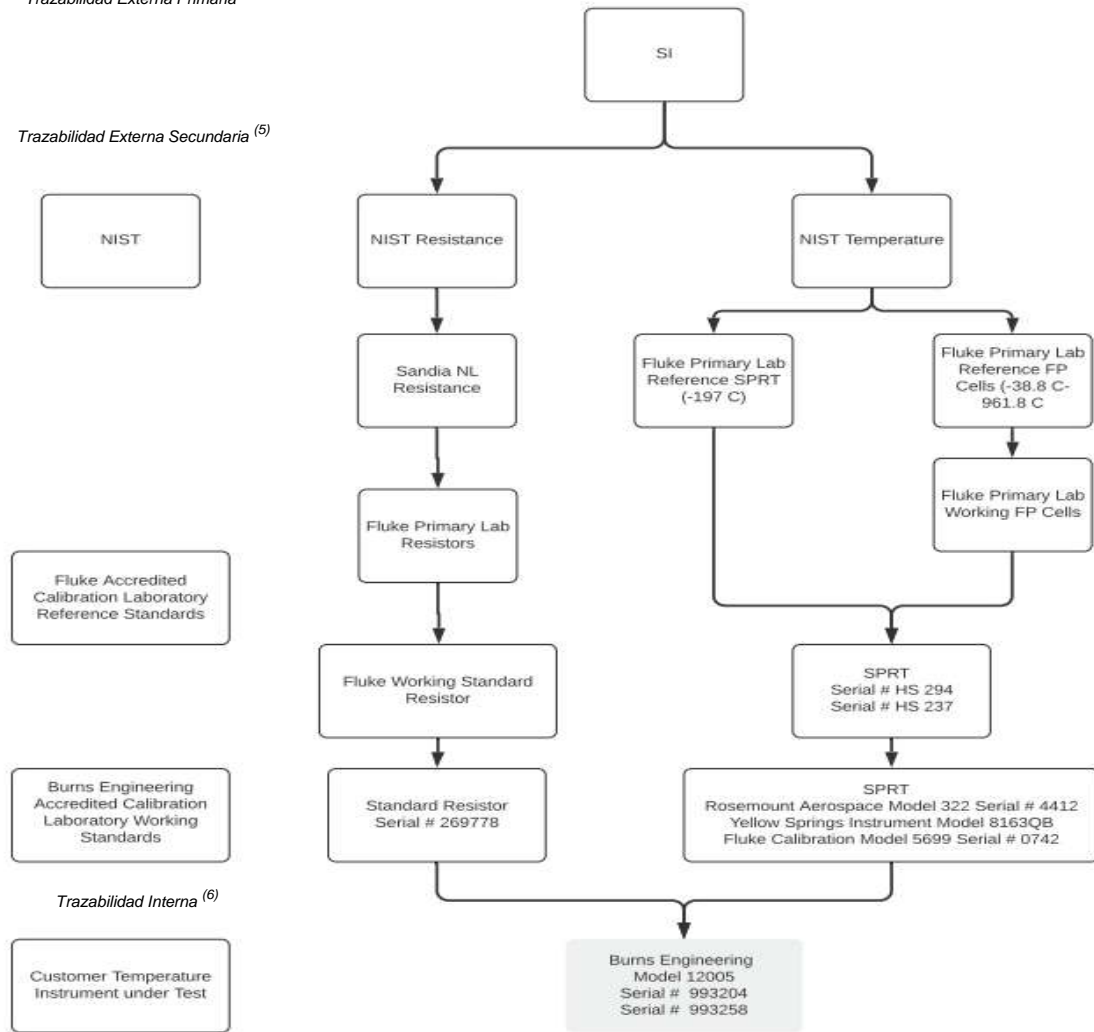 Trazabilidad Externa Primaria
SI
Trazabilidad Externa Secundaria (5)
NIST
NIST Resistance
NIST Temperature
Sandia NL
Resistance
Fluke Primary Lab
Reference SPRT
(-197 C)
Fluke Primary Lab
Reference FP
Cells (-38.8 C-
961.8 C
Fluke Primary Lab
Working FP Cells
Fluke Primary Lab
Resistors
Fluke Accredited
Calibration Laboratory
Reference Standards
Fluke Working Standard
Resistor
SPRT
Serial # HS 294
Serial # HS 237
Burns Engineering
Accredited Calibration
Laboratory Working
Standards
Standard Resistor
Serial # 269778
SPRT
Rosemount Aerospace Model 322 Serial # 4412
Yellow Springs Instrument Model 8163QB
Fluke Calibration Model 5699 Serial # 0742
Trazabilidad Interna (6)
Customer Temperature
Instrument under Test
Burns Engineering
Model 12005
Serial # 993204
Serial # 993258